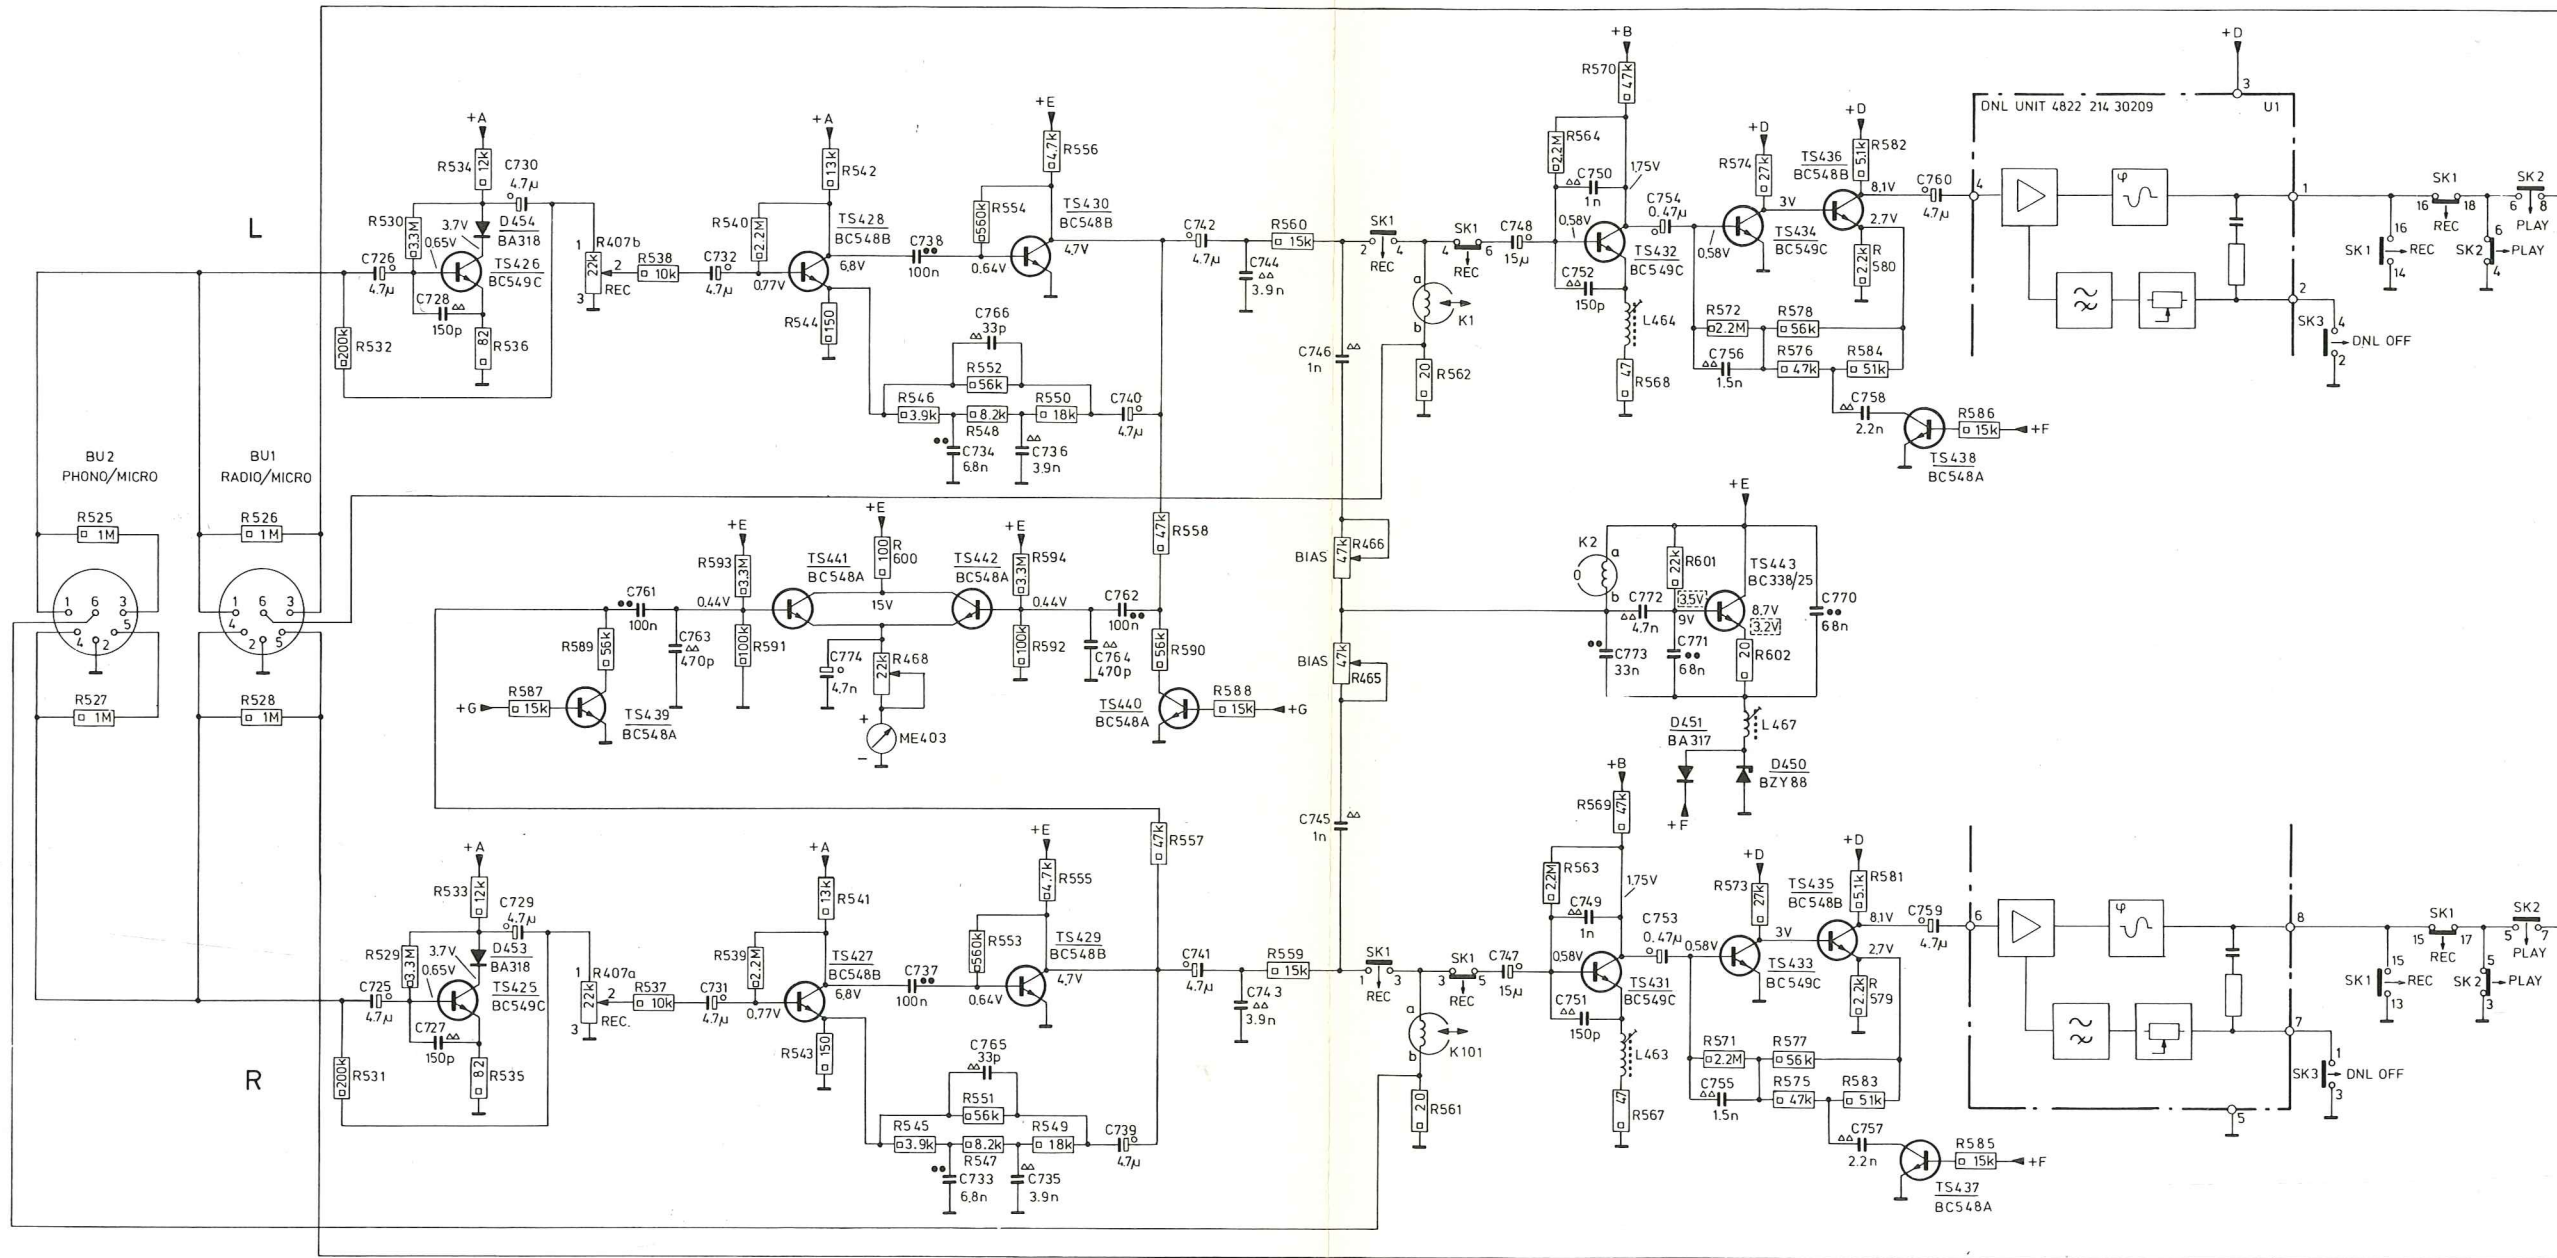 L
R
BU2
PHONO/MICRO
BU1
RADIO/MICRO
R525
1M
R526
1M
1 6 3
4 2 5
1 6 3
4 2 5
R527
1M
R528
1M
+A
R534
12k
C730
4.7µ
R530
3.3M
3.7V
D454
BA318
0.65V
C726
4.7µ
TS426
BC549C
C728
150p
R532
200k
82
R536
1
R407b
22k
2
REC
3
R538
10k
C732
4.7µ
+A
13k
R542
R540
2.2M
TS428
BC548B
6,8V
0.77V
R544
150
C738
100n
+E
R556
4.7k
R554
560k
TS430
BC548B
4.7V
0.64V
C766
33p
R552
56k
R546
3.9k
8.2k
R548
R550
18k
C740
4.7µ
C734
6.8n
C736
3.9n
C742
4.7µ
C744
3.9n
R560
15k
SK1
2 4
REC
SK1
4 6
REC
a
b
K1
20
R562
C746
1n
C748
15µ
+B
R570
47k
R564
2.2M
C750
1n
1,75V
0,58V
C752
150p
TS432
BC549C
L464
47
R568
C754
0.47µ
+D
R574
27k
3V
0,58V
TS434
BC549C
+D
R582
5.1k
TS436
BC548B
8.1V
2.7V
R
580
2.2k
R572
2.2M
R578
56k
C756
1.5n
R576
47k
R584
51k
C758
2.2n
R586
15k
+F
TS438
BC548A
C760
4.7µ
+D
3
DNL UNIT 4822 214 30209
U1
4
φ
1
2
SK3
4
DNL OFF
2
SK1
16 18
REC
SK2
6 8
PLAY
SK1
16
REC
14
SK2
6
PLAY
4
R558
47k
+E
R593
3.3M
TS441
BC548A
+E
100
R
600
TS442
BC548A
+E
R594
3.3M
0.44V
15V
0.44V
C761
100n
R589
56k
C763
470p
R591
100k
C774
4.7n
22k
R468
+
ME403
−
R592
100k
C762
100n
C764
470p
R590
56k
+G
R587
15k
TS439
BC548A
TS440
BC548A
R588
15k
+G
BIAS
47k
R466
BIAS
47k
R465
K2
a
0
b
R601
22k
+E
TS443
BC338/25
C772
4.7n
3.5V
9V
8.7V
3.2V
C770
68n
C773
33n
C771
68n
20
R602
L467
D451
BA317
D450
BZY88
+F
C745
1n
R557
47k
+A
R533
12k
C729
4.7µ
R529
3.3M
3.7V
D453
BA318
0.65V
C725
4.7µ
TS425
BC549C
C727
150p
R531
200k
82
R535
1
R407a
22k
2
REC.
3
R537
10k
C731
4.7µ
+A
13k
R541
R539
2.2M
TS427
BC548B
6,8V
0.77V
R543
150
C737
100n
+E
R555
4.7k
R553
560k
TS429
BC548B
4,7V
0.64V
C765
33p
R551
56k
R545
3.9k
8.2k
R547
R549
18k
C739
4.7µ
C733
6,8n
C735
3.9n
C741
4.7µ
C743
3.9n
R559
15k
SK1
1 3
REC
SK1
3 5
REC
a
b
K101
20
R561
C747
15µ
+B
R569
47k
R563
2,2M
C749
1n
1.75V
0,58V
C751
150p
TS431
BC549C
L463
47
R567
C753
0.47µ
+D
R573
27k
3V
0,58V
TS433
BC549C
+D
R581
5.1k
TS435
BC548B
8.1V
2,7V
R
579
2.2k
R571
2.2M
R577
56k
C755
1.5n
R575
47k
R583
51k
C757
2.2n
R585
15k
+F
TS437
BC548A
C759
4.7µ
6
φ
8
7
5
SK3
1
DNL OFF
3
SK1
15 17
REC
SK2
5 7
PLAY
SK1
15
REC
13
SK2
5
PLAY
3